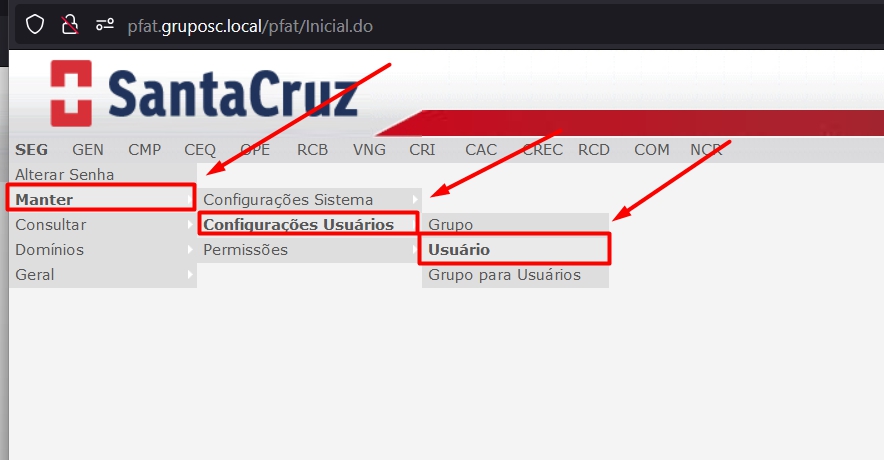 pfat.gruposc.local/pfat/Inicial.do
SantaCruz
SEG GEN CMP CEQ OPE RCB VNG CRI CAC CREC RCD COM NCR
Alterar Senha
Manter
Configurações Sistema
Consultar
Configurações Usuários
Grupo
Domínios
Permissões
Usuário
Geral
Grupo para Usuários